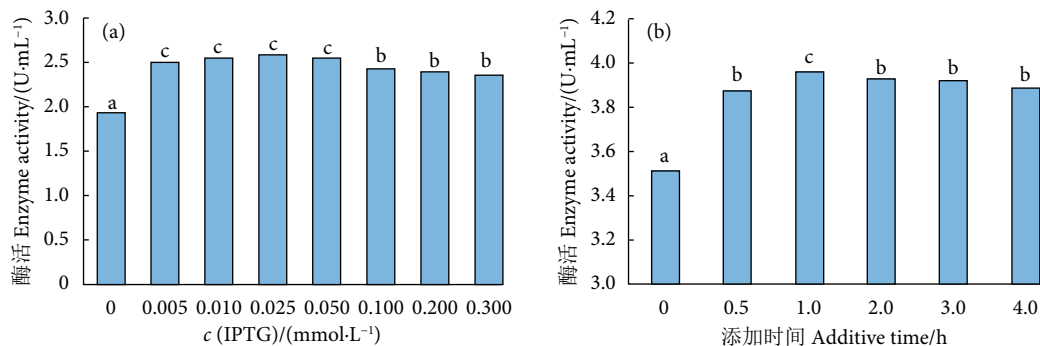 (a)
酶活 Enzyme activity/(U·mL⁻¹)
3.0
2.5
2.0
1.5
1.0
0.5
0
a
c
c
c
c
b
b
b
0 0.005 0.010 0.025 0.050 0.100 0.200 0.300
c (IPTG)/(mmol·L⁻¹)
(b)
酶活 Enzyme activity/(U·mL⁻¹)
4.2
4.0
3.8
3.6
3.4
3.2
3.0
a
b
c
b
b
b
0 0.5 1.0 2.0 3.0 4.0
添加时间 Additive time/h